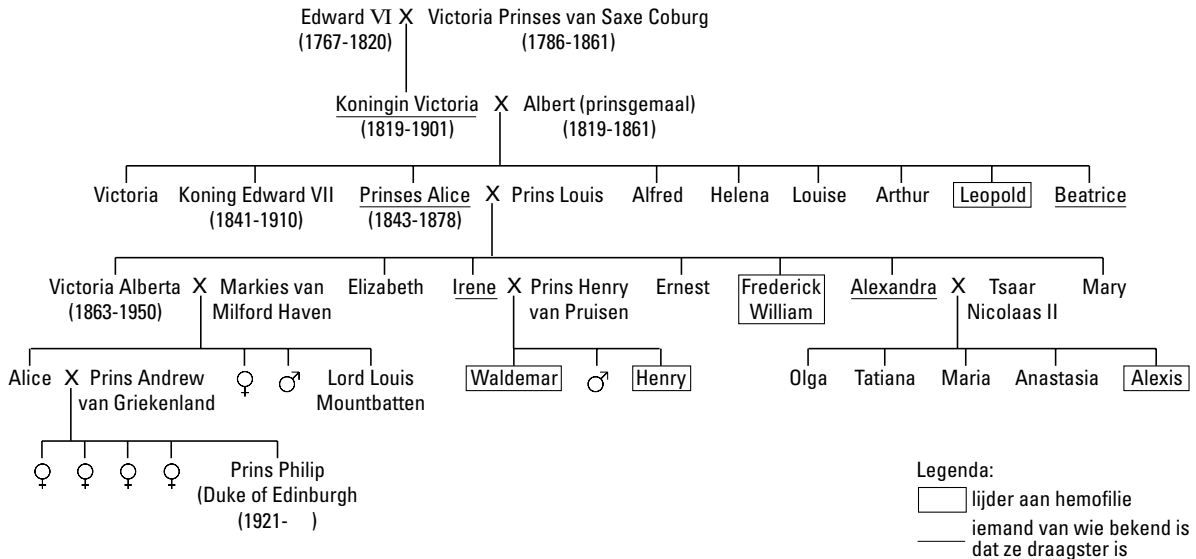 Edward VI X Victoria Prinses van Saxe Coburg
(1767-1820) (1786-1861)
Koningin Victoria X Albert (prinsgemaal)
(1819-1901) (1819-1861)
Victoria Koning Edward VII Prinses Alice X Prins Louis Alfred Helena Louise Arthur Leopold Beatrice
(1841-1910) (1843-1878)
Victoria Alberta X Markies van Elizabeth Irene X Prins Henry Ernest Frederick Alexandra X Tsaar Mary
(1863-1950) Milford Haven van Pruisen William Nicolaas II
Alice X Prins Andrew ♀ ♂ Lord Louis Waldemar ♂ Henry Olga Tatiana Maria Anastasia Alexis
van Griekenland Mountbatten
♀ ♀ ♀ ♀ Prins Philip
(Duke of Edinburgh
(1921- )
Legenda:
lijder aan hemofilie
iemand van wie bekend is
dat ze draagster is